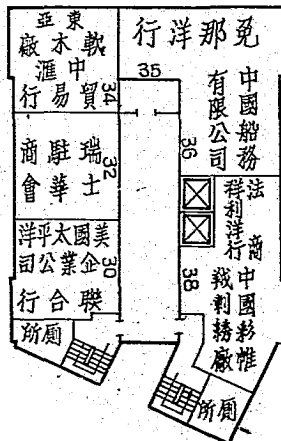 東亞
軟木廠
中滙
貿易行
34
免那洋行
35
中國船務
有限公司
36
瑞士
駐華
商會
32
美國太平洋
企業公司
聯合行
30
法商
祥利洋行
中國彩帷
38
厠所
厠所